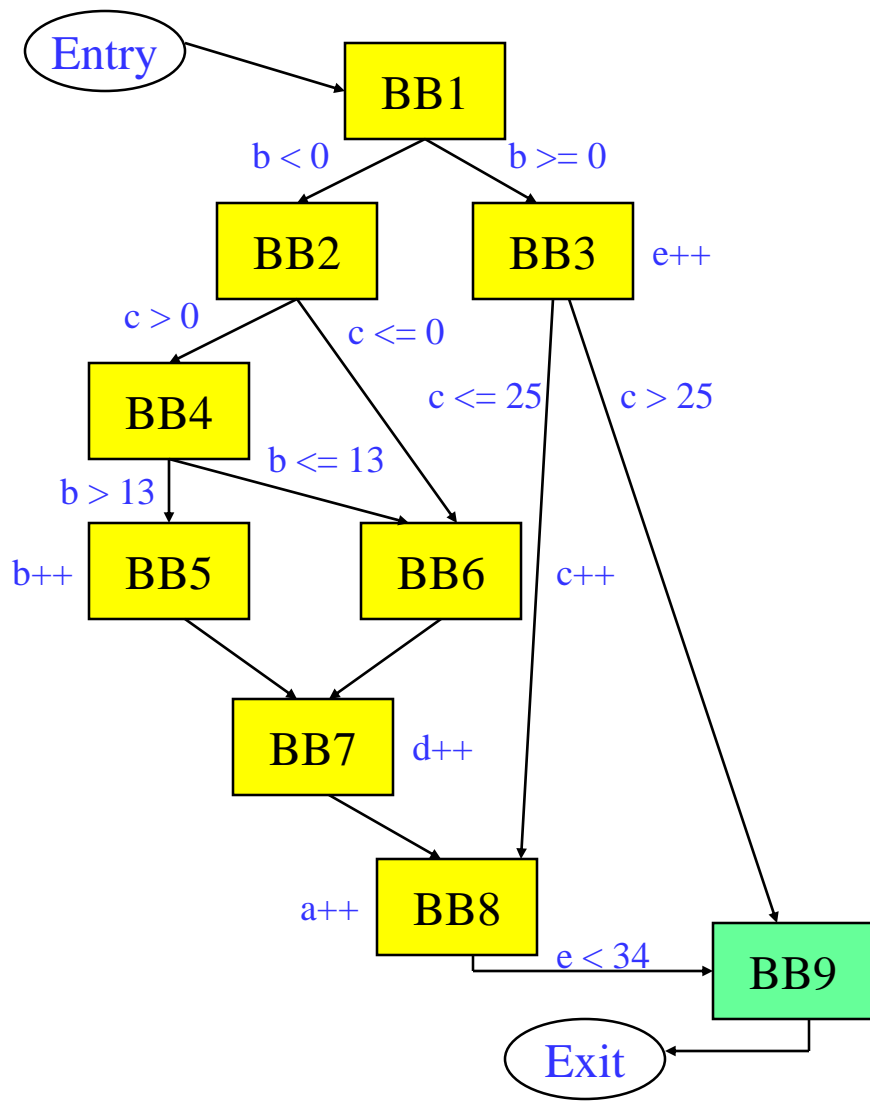 Entry
BB1
b < 0
b >= 0
BB2
BB3
e++
c > 0
c <= 0
c <= 25
c > 25
BB4
b <= 13
b > 13
b++
BB5
BB6
c++
BB7
d++
a++
BB8
e < 34
BB9
Exit